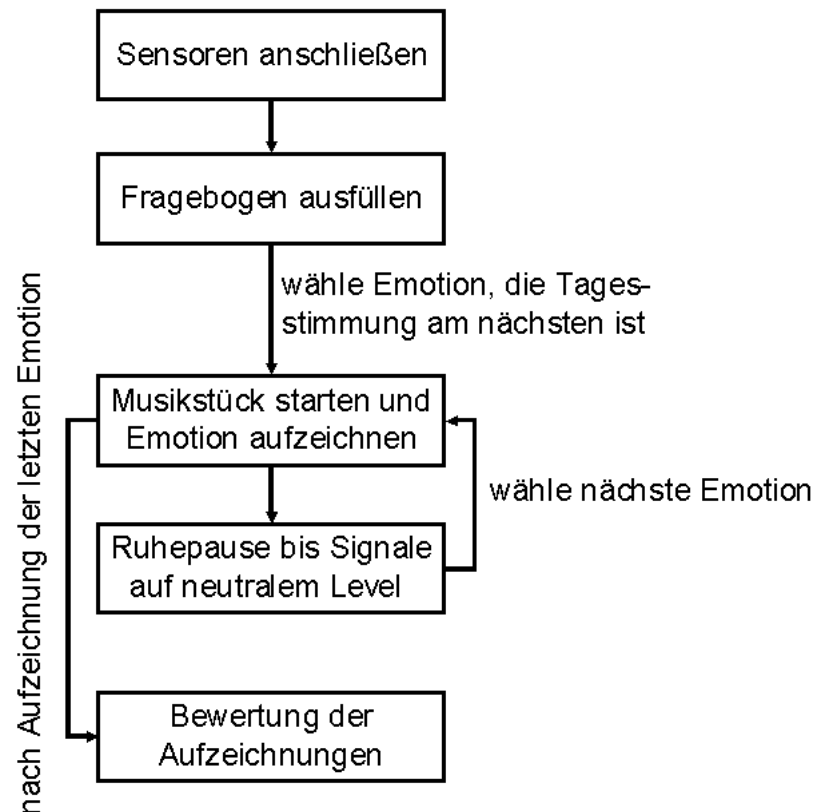 Sensoren anschließen
Fragebogen ausfüllen
wähle Emotion, die Tages-
stimmung am nächsten ist
Musikstück starten und
Emotion aufzeichnen
wähle nächste Emotion
Ruhepause bis Signale
auf neutralem Level
nach Aufzeichnung der letzten Emotion
Bewertung der
Aufzeichnungen